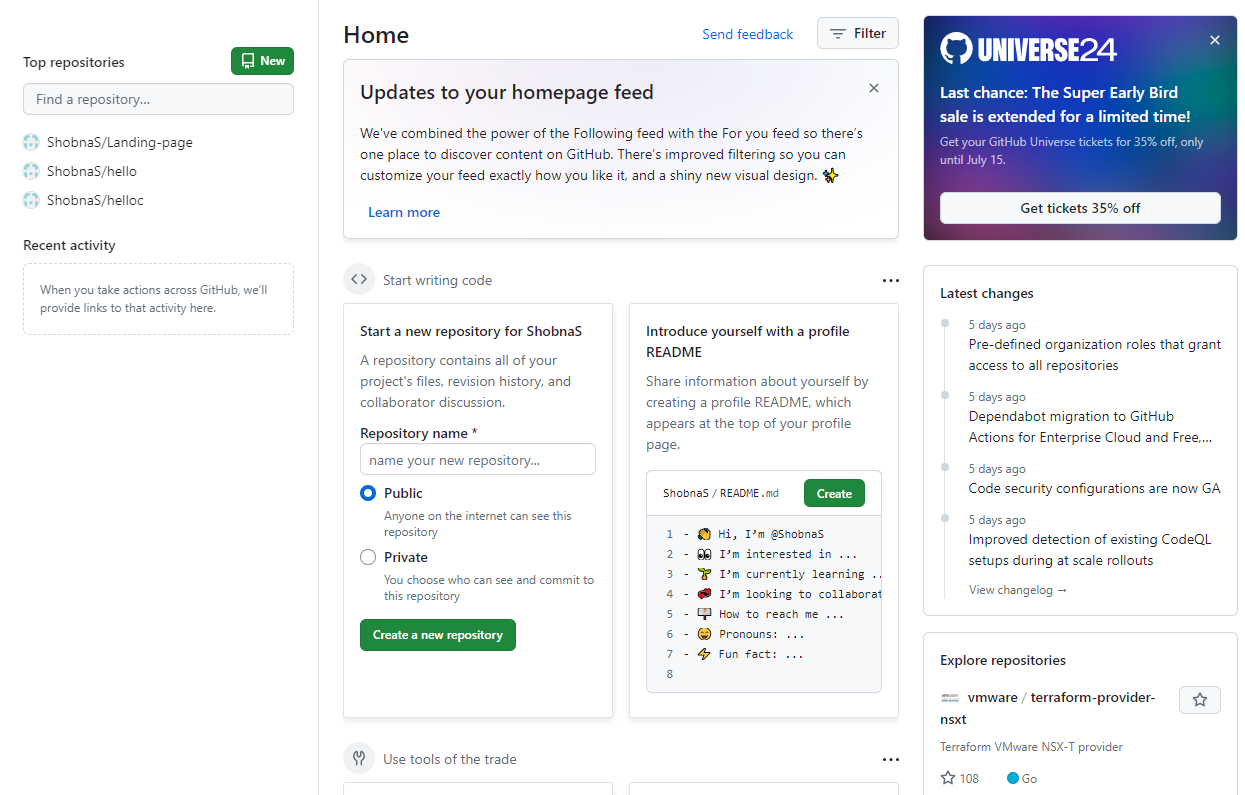 Top repositories
New
Find a repository...
ShobnaS/Landing-page
ShobnaS/hello
ShobnaS/helloc
Recent activity
When you take actions across GitHub, we'll
provide links to that activity here.
Home
Send feedback
Filter
Updates to your homepage feed
We've combined the power of the Following feed with the For you feed so there's
one place to discover content on GitHub. There's improved filtering so you can
customize your feed exactly how you like it, and a shiny new visual design. ✨
Learn more
Start writing code
Start a new repository for ShobnaS
A repository contains all of your
project's files, revision history, and
collaborator discussion.
Repository name *
name your new repository...
Public
Anyone on the internet can see this
repository
Private
You choose who can see and commit to
this repository
Create a new repository
Introduce yourself with a profile
README
Share information about yourself by
creating a profile README, which
appears at the top of your profile
page.
ShobnaS / README.md
Create
1 - 👋 Hi, I'm @ShobnaS
2 - 👀 I'm interested in ...
3 - 🌱 I'm currently learning ..
4 - 💞️ I'm looking to collaborat
5 - 📫 How to reach me ...
6 - 😄 Pronouns: ...
7 - ⚡ Fun fact: ...
8
Use tools of the trade
UNIVERSE24
Last chance: The Super Early Bird
sale is extended for a limited time!
Get your GitHub Universe tickets for 35% off, only
until July 15.
Get tickets 35% off
Latest changes
5 days ago
Pre-defined organization roles that grant
access to all repositories
5 days ago
Dependabot migration to GitHub
Actions for Enterprise Cloud and Free,...
5 days ago
Code security configurations are now GA
5 days ago
Improved detection of existing CodeQL
setups during at scale rollouts
View changelog →
Explore repositories
vmware / terraform-provider-
nsxt
Terraform VMware NSX-T provider
108
Go